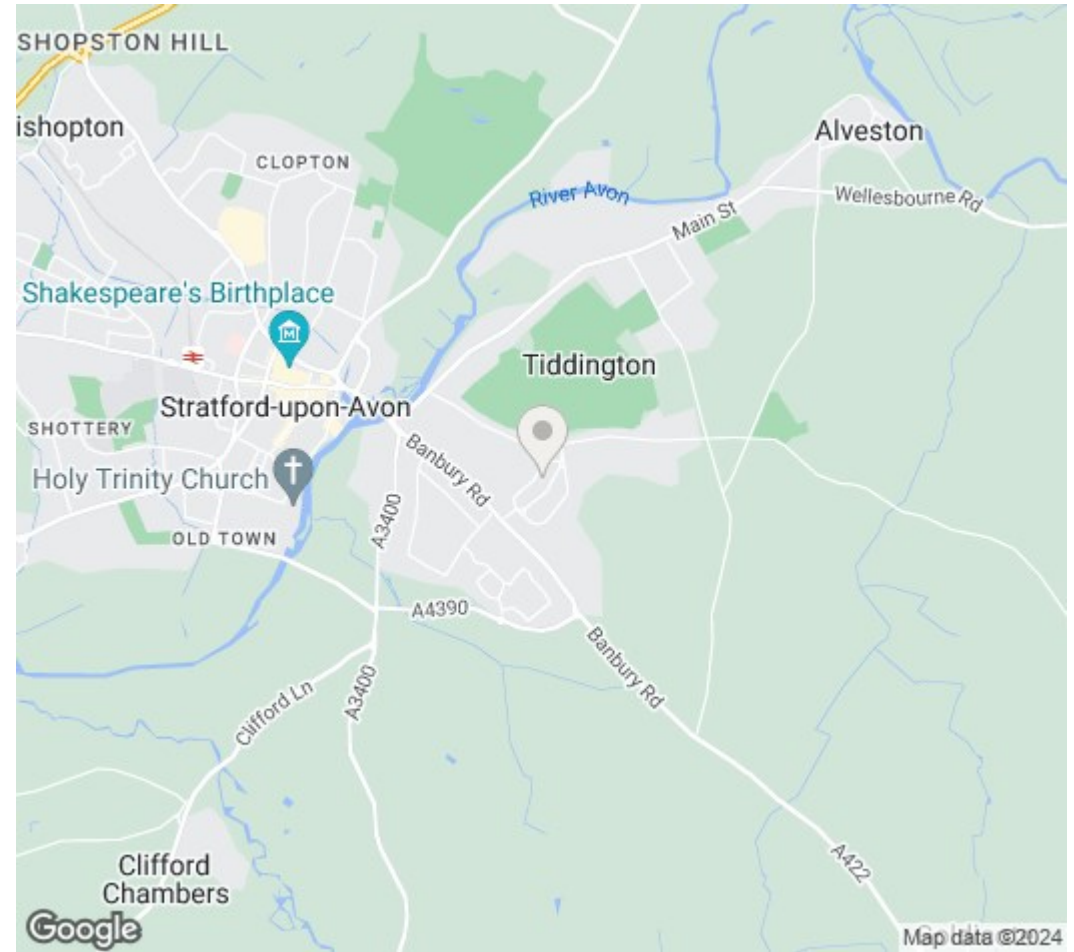 SHOPSTON HILL
ishopton
CLOPTON
Alveston
River Avon
Wellesbourne Rd
Main St
Shakespeare's Birthplace
M
Tiddington
Stratford-upon-Avon
SHOTTERY
Banbury Rd
Holy Trinity Church
A3400
OLD TOWN
A4390
Banbury Rd
A3400
Clifford Ln
A422
Clifford
Chambers
Google
Map data ©2024